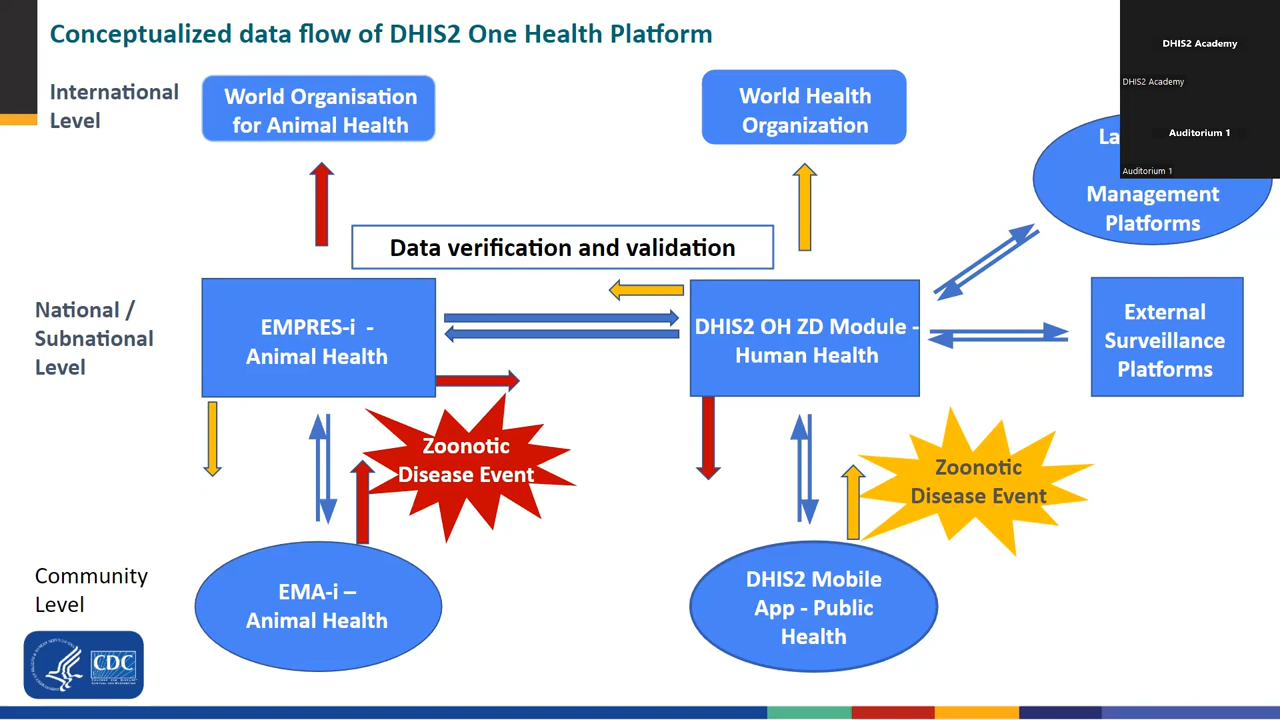 Conceptualized data flow of DHIS2 One Health Platform
DHIS2 Academy
DHIS2 Academy
Auditorium 1
Auditorium 1
International
Level
World Organisation
for Animal Health
World Health
Organization
La
Management
Platforms
Data verification and validation
National /
Subnational
Level
EMPRES-i -
Animal Health
DHIS2 OH ZD Module -
Human Health
External
Surveillance
Platforms
Zoonotic
Disease Event
Zoonotic
Disease Event
Community
Level
EMA-i –
Animal Health
DHIS2 Mobile
App - Public
Health
CDC